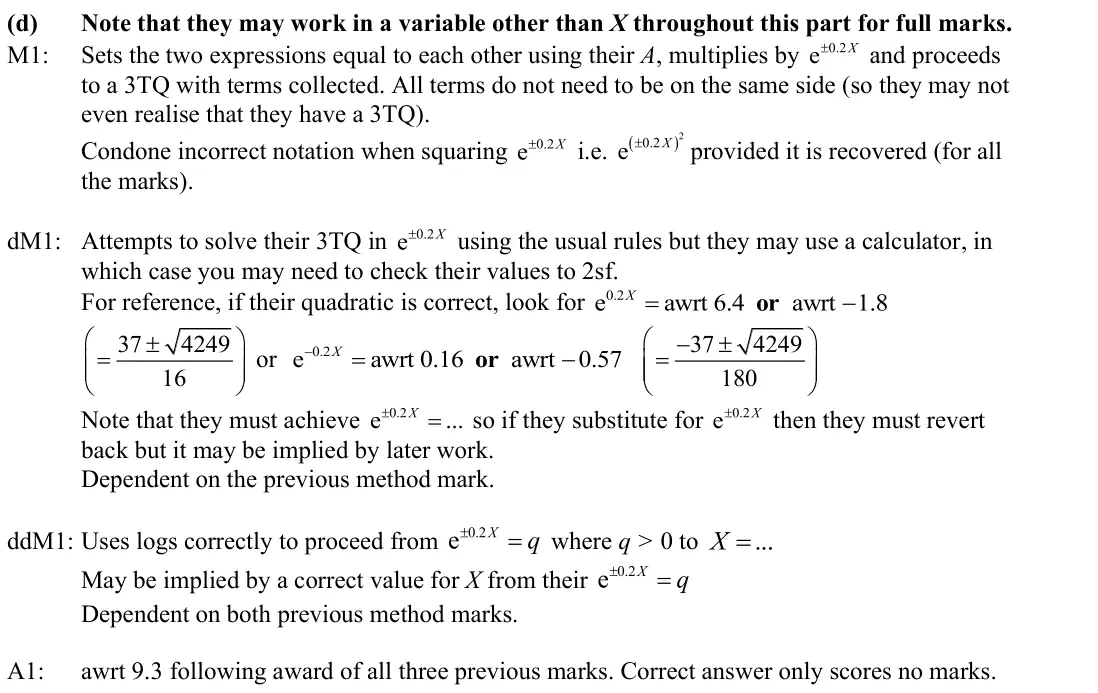 (d) Note that they may work in a variable other than X throughout this part for full marks.
M1: Sets the two expressions equal to each other using their A, multiplies by e^{±0.2X} and proceeds
to a 3TQ with terms collected. All terms do not need to be on the same side (so they may not
even realise that they have a 3TQ).
Condone incorrect notation when squaring e^{±0.2X} i.e. e^{(±0.2X)^2} provided it is recovered (for all
the marks).
dM1: Attempts to solve their 3TQ in e^{±0.2X} using the usual rules but they may use a calculator, in
which case you may need to check their values to 2sf.
For reference, if their quadratic is correct, look for e^{0.2X} = awrt 6.4 or awrt −1.8
(= (37 ± √4249)/16) or e^{−0.2X} = awrt 0.16 or awrt −0.57 (= (−37 ± √4249)/180)
Note that they must achieve e^{±0.2X} = ... so if they substitute for e^{±0.2X} then they must revert
back but it may be implied by later work.
Dependent on the previous method mark.
ddM1: Uses logs correctly to proceed from e^{±0.2X} = q where q > 0 to X = ...
May be implied by a correct value for X from their e^{±0.2X} = q
Dependent on both previous method marks.
A1: awrt 9.3 following award of all three previous marks. Correct answer only scores no marks.